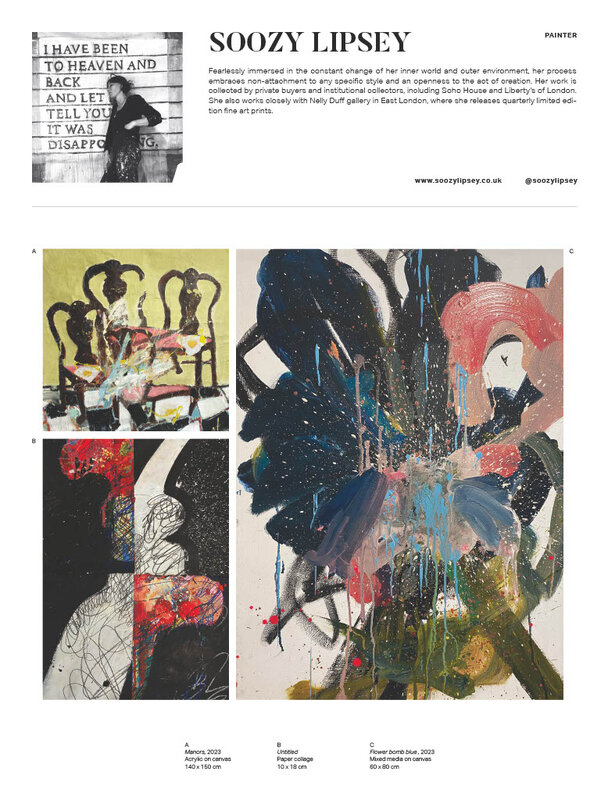 SOOZY LIPSEY
PAINTER
I HAVE BEEN
TO HEAVEN AND
BACK
AND LET
TELL YOU
IT WAS
DISAPPO NG.
Fearlessly immersed in the constant change of her inner world and outer environment, her process
embraces non-attachment to any specific style and an openness to the act of creation. Her work is
collected by private buyers and institutional collectors, including Soho House and Liberty's of London.
She also works closely with Nelly Duff gallery in East London, where she releases quarterly limited edi-
tion fine art prints.
www.soozylipsey.co.uk @soozylipsey
A
B
C
A
Manors, 2023
Acrylic on canvas
140 x 150 cm
B
Untitled
Paper collage
10 x 18 cm
C
Flower bomb blue, 2023
Mixed media on canvas
60 x 80 cm